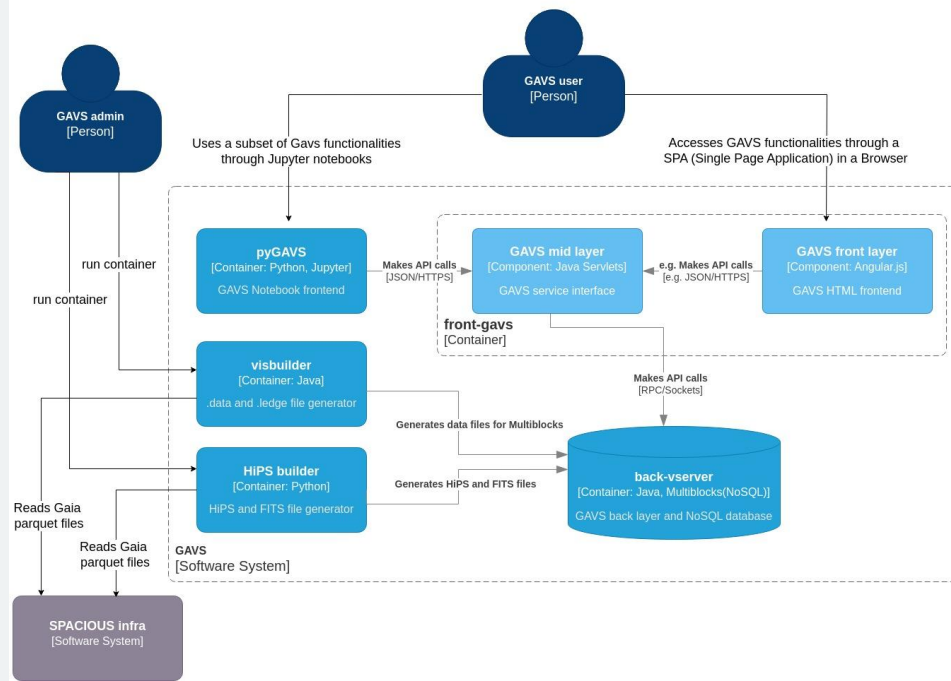 GAVS user
[Person]
GAVS admin
[Person]
Uses a subset of Gavs functionalities
through Jupyter notebooks
Accesses GAVS functionalities through a
SPA (Single Page Application) in a Browser
run container
run container
pyGAVS
[Container: Python, Jupyter]
GAVS Notebook frontend
Makes API calls
[JSON/HTTPS]
GAVS mid layer
[Component: Java Servlets]
GAVS service interface
e.g. Makes API calls
[e.g. JSON/HTTPS]
GAVS front layer
[Component: Angular.js]
GAVS HTML frontend
front-gavs
[Container]
visbuilder
[Container: Java]
.data and .ledge file generator
Makes API calls
[RPC/Sockets]
Generates data files for Multiblocks
HiPS builder
[Container: Python]
HiPS and FITS file generator
Generates HiPS and FITS files
back-vserver
[Container: Java, Multiblocks(NoSQL)]
GAVS back layer and NoSQL database
Reads Gaia
parquet files
Reads Gaia
parquet files
GAVS
[Software System]
SPACIOUS infra
[Software System]